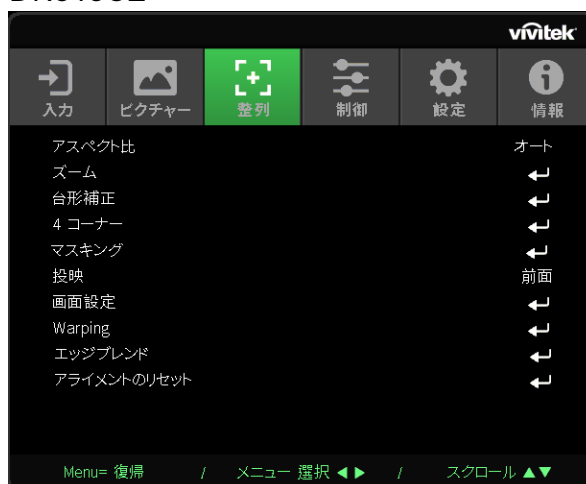 vivitek
入力 ピクチャー 整列 制御 設定 情報
アスペクト比 オート
ズーム
台形補正
4 コーナー
マスキング
投映 前面
画面設定
Warping
エッジブレンド
アライメントのリセット
Menu= 復帰 / メニュー 選択 ◀ ▶ / スクロール ▲▼